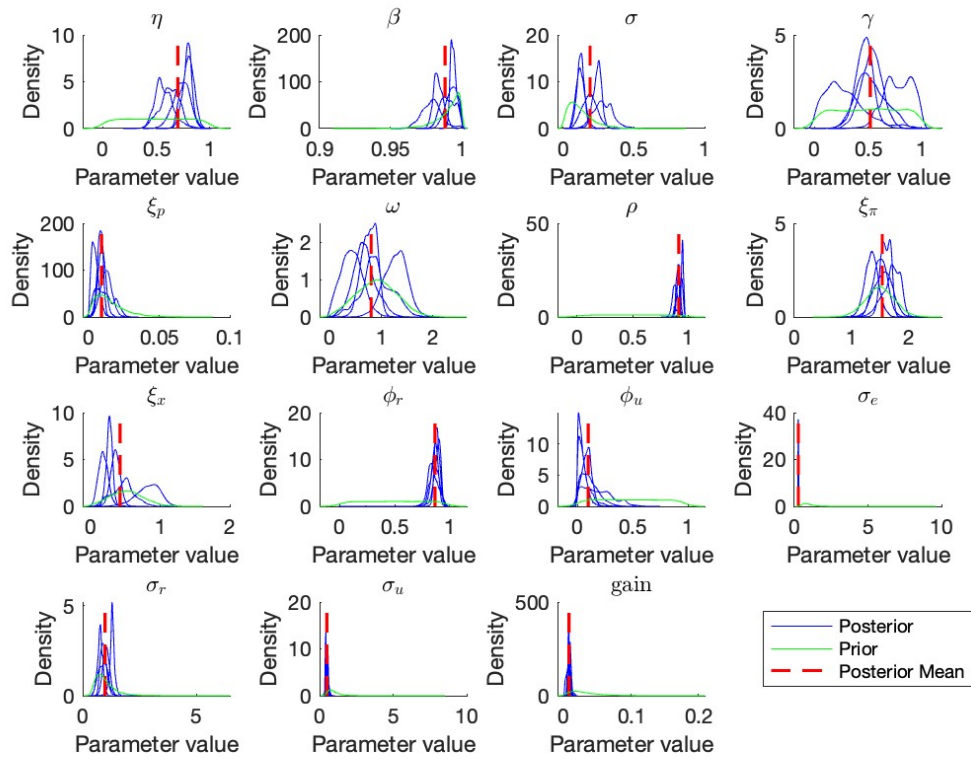 η
β
σ
γ
10
5
0
Density
0
0.5
1
Parameter value
200
100
0
Density
0.9
0.95
1
Parameter value
15
10
5
0
Density
0
0.5
1
Parameter value
5
0
Density
0
0.5
1
Parameter value
ξp
ω
ρ
ξπ
200
100
0
Density
0
0.05
0.1
Parameter value
2
1
0
Density
0
1
2
Parameter value
50
0
Density
0
0.5
1
Parameter value
5
0
Density
0
1
2
Parameter value
ξx
ϕr
ϕu
σe
10
5
0
Density
0
1
2
Parameter value
20
10
0
Density
0
0.5
1
Parameter value
10
5
0
Density
0
0.5
1
Parameter value
40
20
0
Density
0
5
10
Parameter value
σr
σu
gain
5
0
Density
0
5
Parameter value
20
10
0
Density
0
5
10
Parameter value
500
0
Density
0
0.1
0.2
Parameter value
Posterior
Prior
Posterior Mean